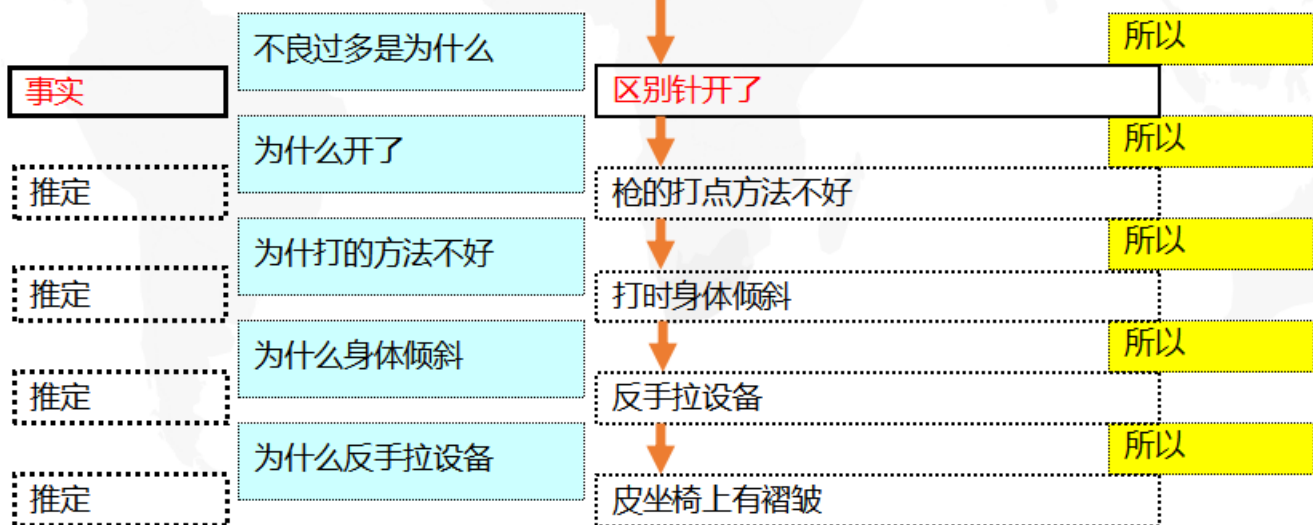 不良过多是为什么
所以
事实
区别针开了
为什么开了
所以
推定
枪的打点方法不好
为什打的方法不好
所以
推定
打时身体倾斜
为什么身体倾斜
所以
推定
反手拉设备
为什么反手拉设备
所以
推定
皮坐椅上有褶皱